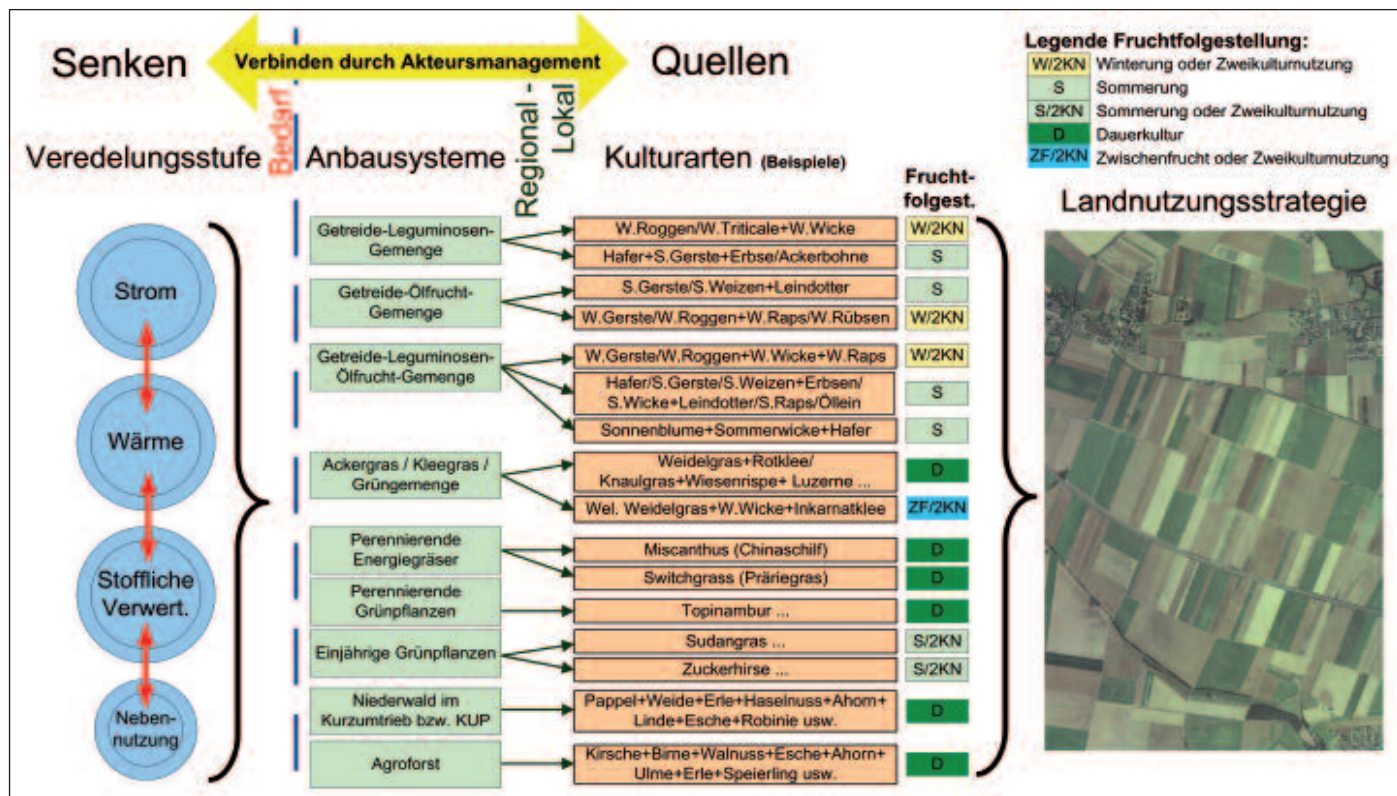 Senken
Verbinden durch Akteursmanagement
Quellen
Legende Fruchtfolgestellung:
W/2KN Winterung oder Zweikulturnutzung
S Sommerung
S/2KN Sommerung oder Zweikulturnutzung
D Dauerkultur
ZF/2KN Zwischenfrucht oder Zweikulturnutzung
Veredelungsstufe
Bedarf
Anbausysteme
Regional -
Lokal
Kulturarten (Beispiele)
Frucht-
folgest.
Landnutzungsstrategie
Strom
Wärme
Stoffliche
Verwert.
Neben-
nutzung
Getreide-Leguminosen-
Gemenge
W.Roggen/W.Triticale+W.Wicke W/2KN
Hafer+S.Gerste+Erbse/Ackerbohne S
Getreide-Ölfrucht-
Gemenge
S.Gerste/S.Weizen+Leindotter S
W.Gerste/W.Roggen+W.Raps/W.Rübsen W/2KN
Getreide-Leguminosen-
Ölfrucht-Gemenge
W.Gerste/W.Roggen+W.Wicke+W.Raps W/2KN
Hafer/S.Gerste/S.Weizen+Erbsen/
S.Wicke+Leindotter/S.Raps/Öllein S
Sonnenblume+Sommerwicke+Hafer S
Ackergras / Kleegras /
Grüngemenge
Weidelgras+Rotklee/
Knaulgras+Wiesenrispe+ Luzerne ... D
Wel. Weidelgras+W.Wicke+Inkarnatklee ZF/2KN
Perennierende
Energiegräser
Miscanthus (Chinaschilf) D
Switchgrass (Präriegras) D
Perennierende
Grünpflanzen
Topinambur ... D
Einjährige Grünpflanzen
Sudangras ... S/2KN
Zuckerhirse ... S/2KN
Niederwald im
Kurzumtrieb bzw. KUP
Pappel+Weide+Erle+Haselnuss+Ahorn+
Linde+Esche+Robinie usw. D
Agroforst
Kirsche+Birne+Walnuss+Esche+Ahorn+
Ulme+Erle+Speierling usw. D